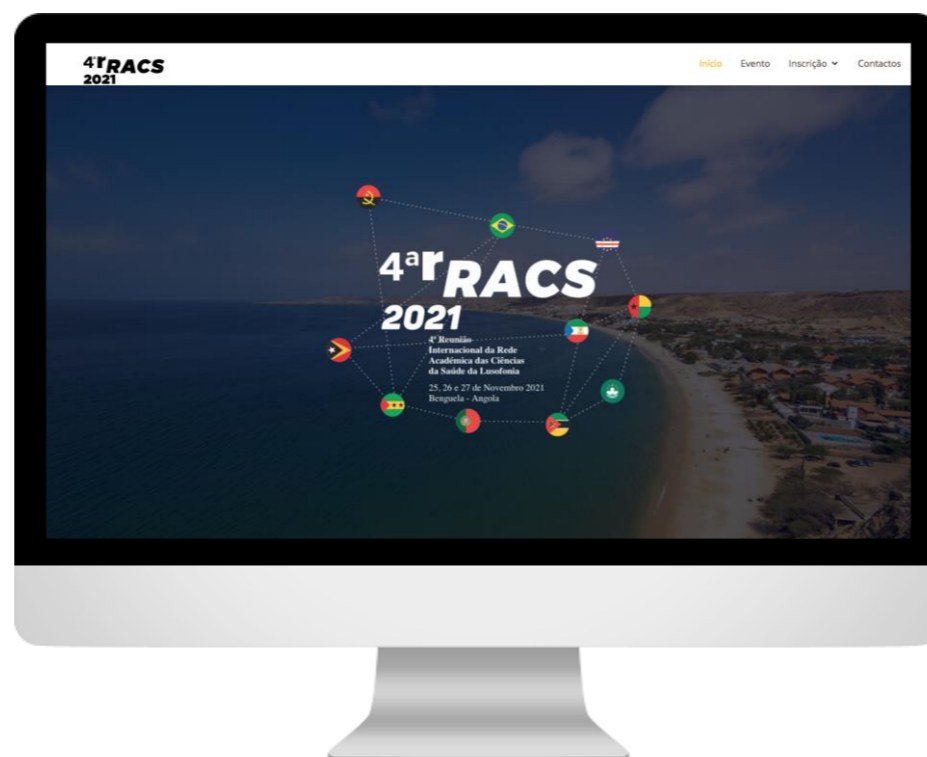 4ªrRACS
2021
Início Evento Inscrição Contactos
4ªrRACS
2021
4ª Reunião
Internacional da Rede
Académica das Ciências
da Saúde da Lusofonia
25, 26 e 27 de Novembro 2021
Benguela - Angola